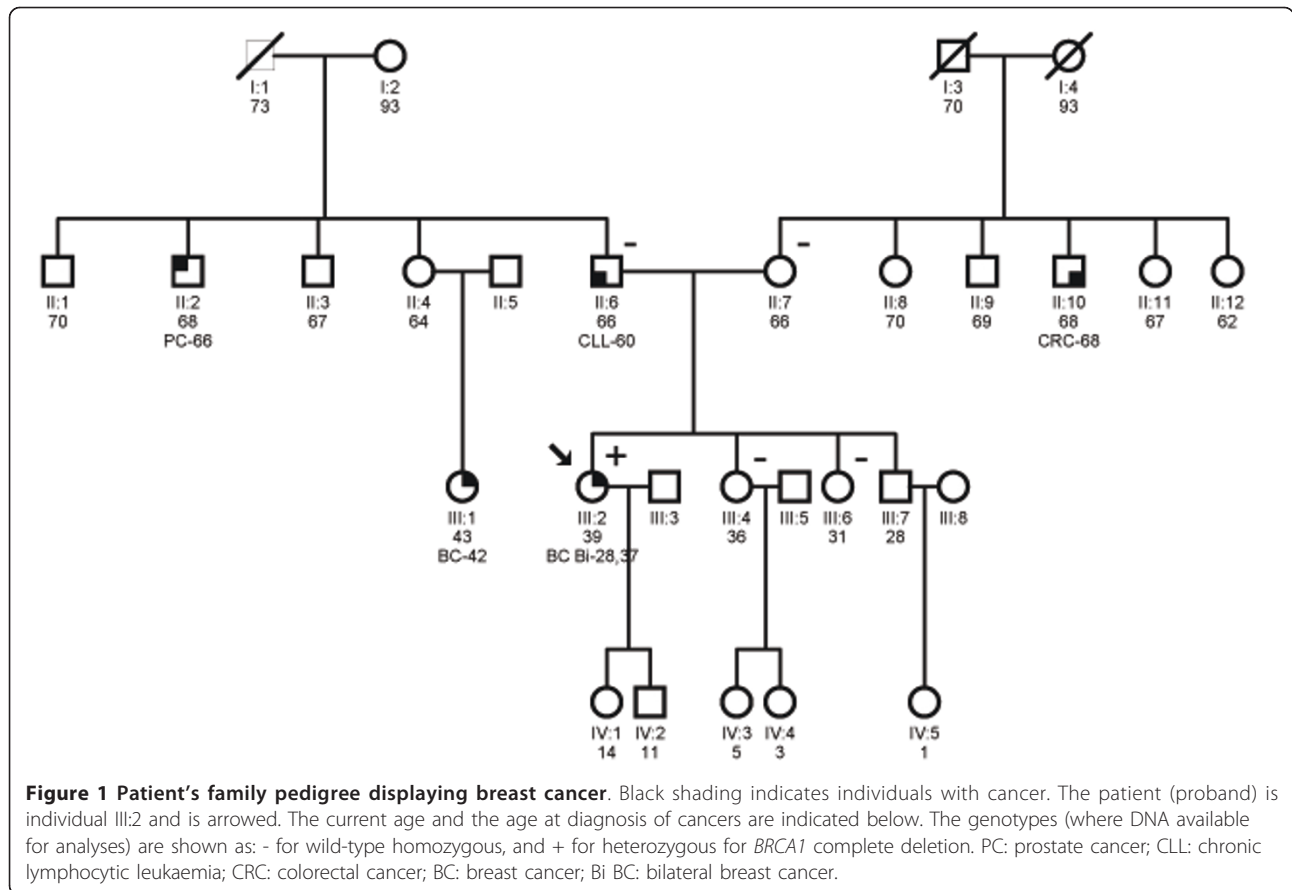 I:1 I:2 I:3 I:4
73 93 70 93
- -
II:1 II:2 II:3 II:4 II:5 II:6 II:7 II:8 II:9 II:10 II:11 II:12
70 68 67 64 66 66 70 69 68 67 62
PC-66 CLL-60 CRC-68
+ - -
III:1 III:2 III:3 III:4 III:5 III:6 III:7 III:8
43 39 36 31 28
BC-42 BC Bi-28,37
IV:1 IV:2 IV:3 IV:4 IV:5
14 11 5 3 1
Figure 1 Patient's family pedigree displaying breast cancer. Black shading indicates individuals with cancer. The patient (proband) is
individual III:2 and is arrowed. The current age and the age at diagnosis of cancers are indicated below. The genotypes (where DNA available
for analyses) are shown as: - for wild-type homozygous, and + for heterozygous for BRCA1 complete deletion. PC: prostate cancer; CLL: chronic
lymphocytic leukaemia; CRC: colorectal cancer; BC: breast cancer; Bi BC: bilateral breast cancer.